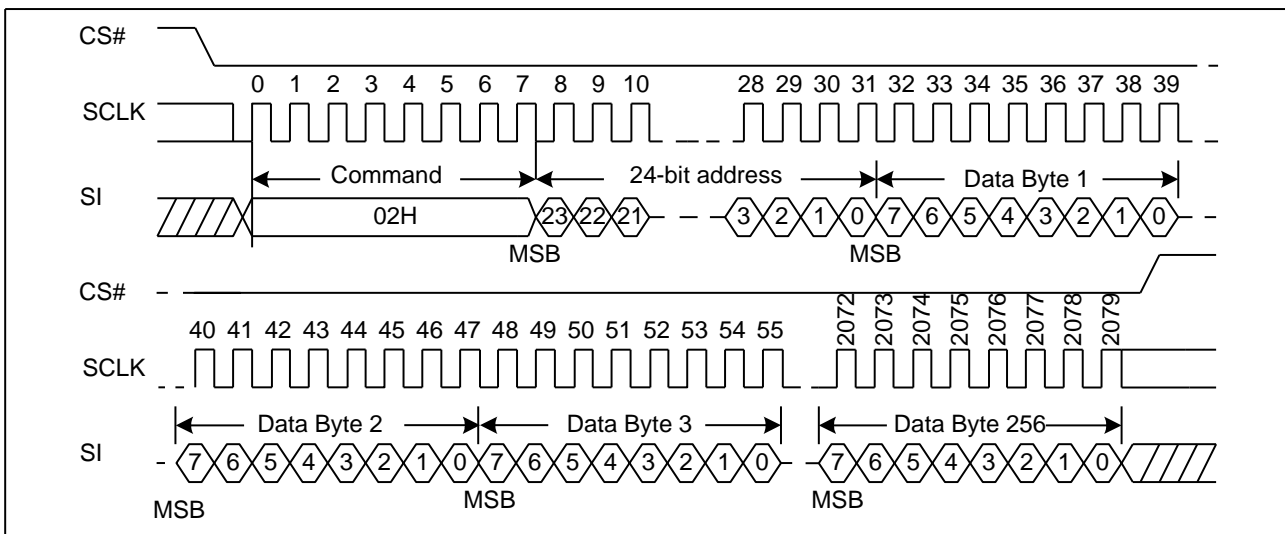 CS#
0 1 2 3 4 5 6 7 8 9 10 28 29 30 31 32 33 34 35 36 37 38 39
SCLK
Command 24-bit address Data Byte 1
SI
02H 23 22 21 3 2 1 0 7 6 5 4 3 2 1 0
MSB MSB
CS#
40 41 42 43 44 45 46 47 48 49 50 51 52 53 54 55 2072 2073 2074 2075 2076 2077 2078 2079
SCLK
Data Byte 2 Data Byte 3 Data Byte 256
SI
7 6 5 4 3 2 1 0 7 6 5 4 3 2 1 0 7 6 5 4 3 2 1 0
MSB MSB MSB